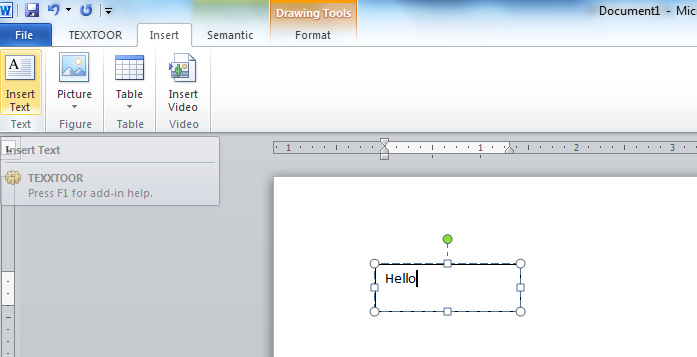 Drawing Tools
Document1 - Mic
File TEXXTOOR Insert Semantic Format
Insert Text
Picture
Table
Insert Video
Text Figure Table Video
Insert Text
TEXXTOOR
Press F1 for add-in help.
1 1 2 3
Hello